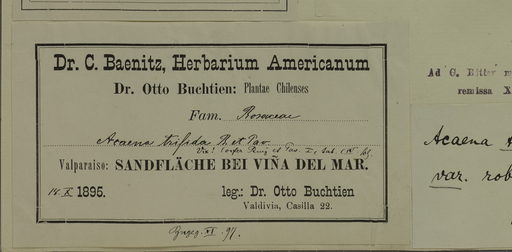 Dr. C. Baenitz, Herbarium Americanum
Dr. Otto Buchtien: Plantae Chilenses
Fam. Rosaceae
Acaena trifida R. et Pav.
Valparaiso: SANDFLÄCHE BEI VIÑA DEL MAR.
14. X. 1895. leg.: Dr. Otto Buchtien
Valdivia, Casilla 22.
Ad G. Bitter
remissa X
Acaena
var. rob